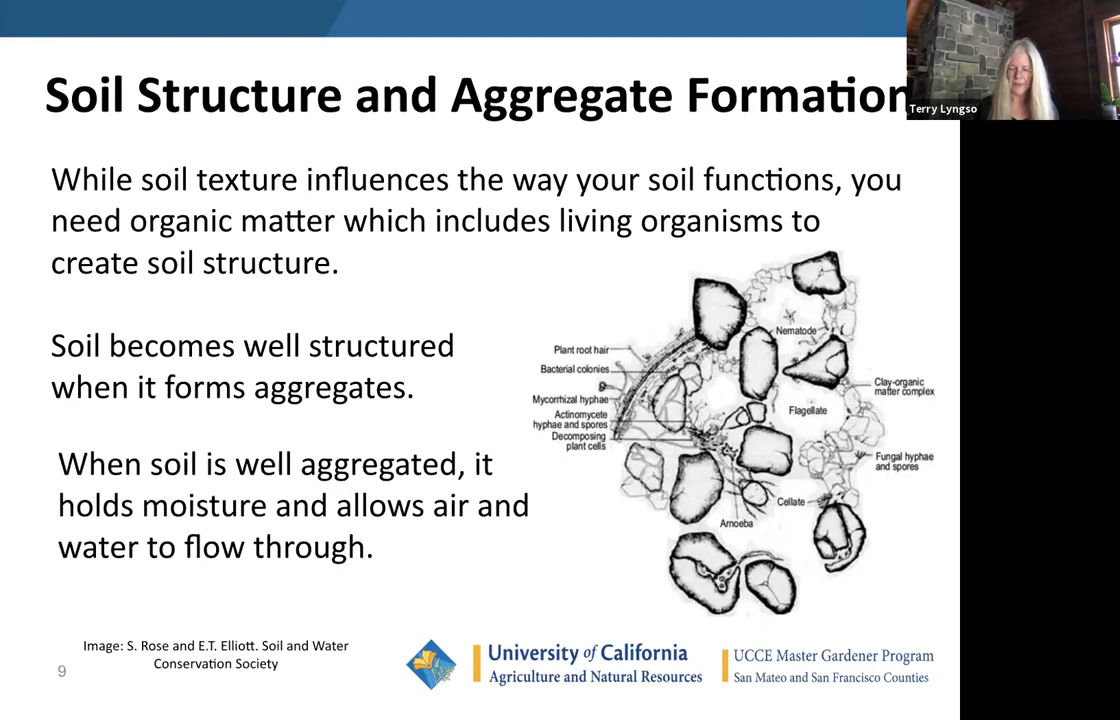 Soil Structure and Aggregate Formation
Terry Lyngso
While soil texture influences the way your soil functions, you
need organic matter which includes living organisms to
create soil structure.
Soil becomes well structured
when it forms aggregates.
When soil is well aggregated, it
holds moisture and allows air and
water to flow through.
Nematode
Plant root hair
Bacterial colonies
Mycorrhizal hyphae
Actinomycete
hyphae and spores
Decomposing
plant cells
Clay-organic
matter complex
Flagellate
Fungal hyphae
and spores
Ciliate
Amoeba
Image: S. Rose and E.T. Elliott. Soil and Water
Conservation Society
9
University of California
Agriculture and Natural Resources
UCCE Master Gardener Program
San Mateo and San Francisco Counties